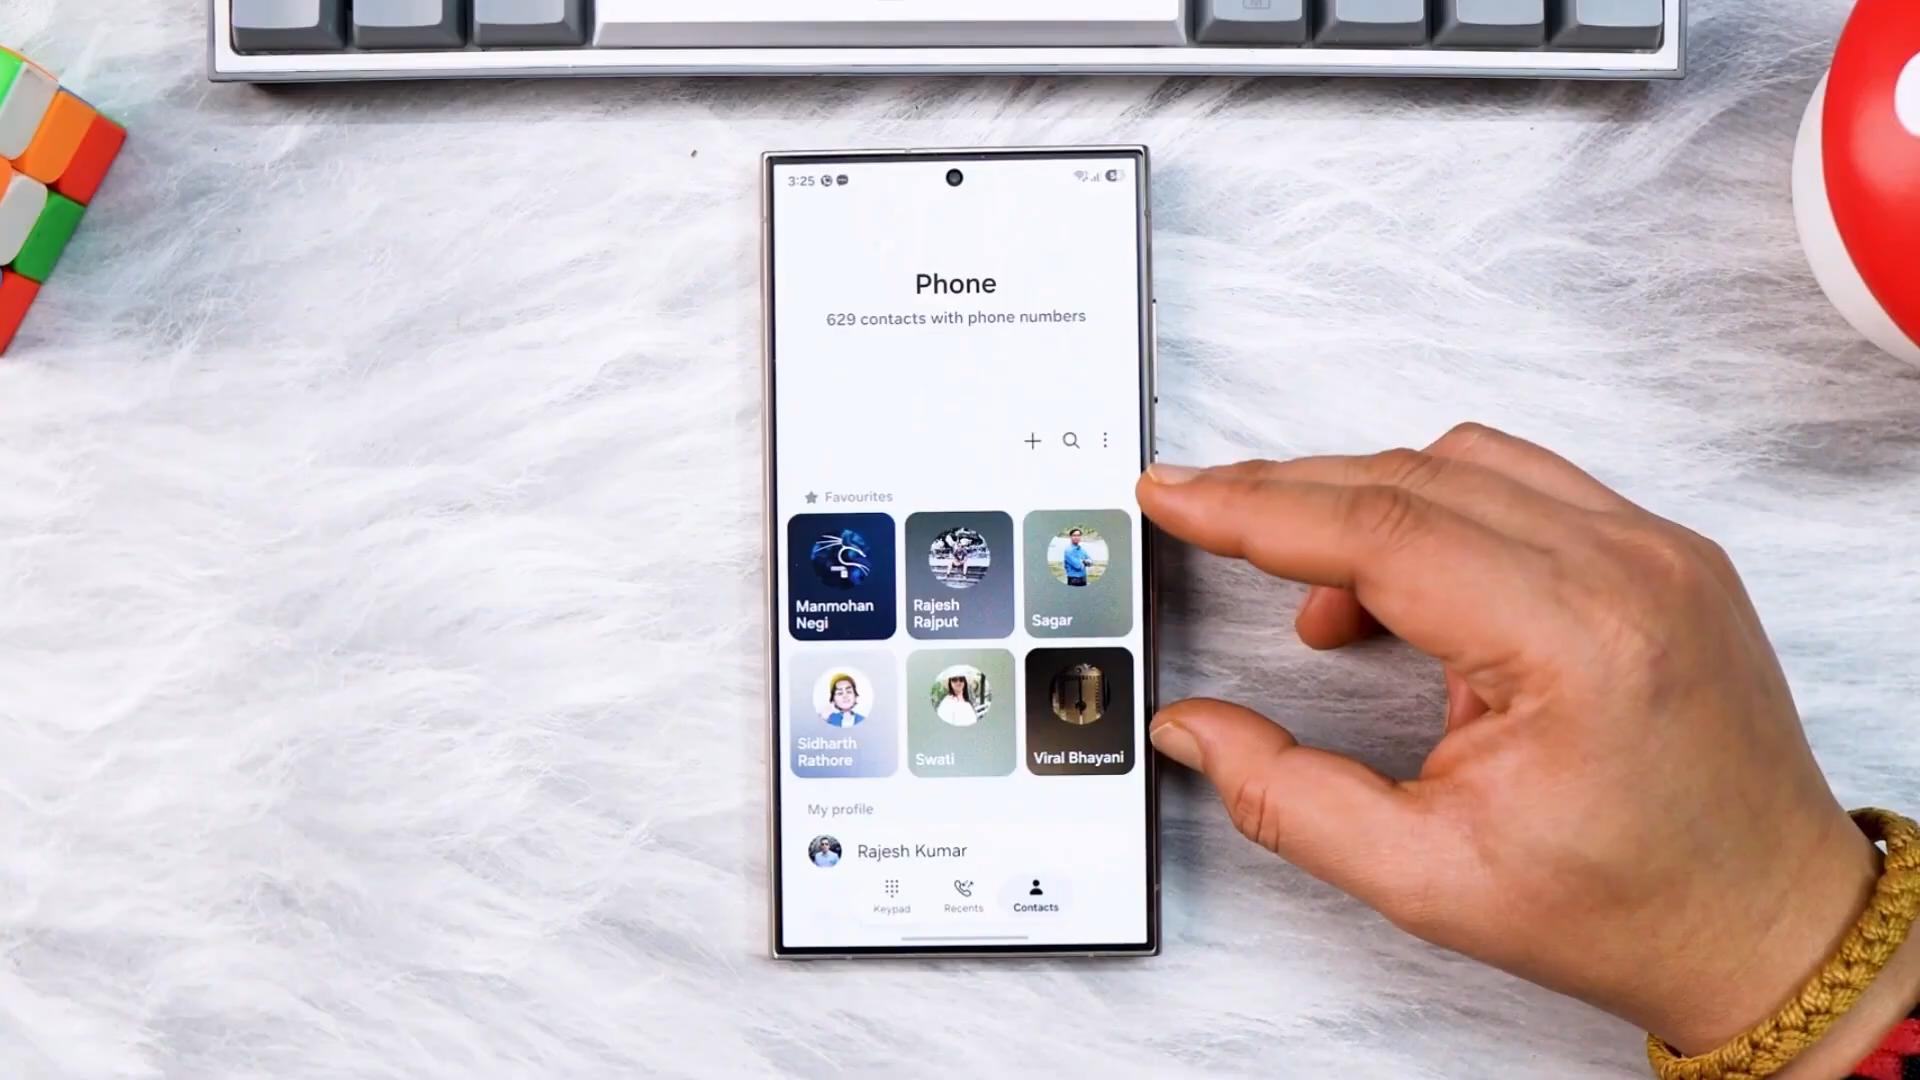 3:25
Phone
629 contacts with phone numbers
Favourites
Manmohan
Negi
Rajesh
Rajput
Sagar
Sidharth
Rathore
Swati
Viral Bhayani
My profile
Rajesh Kumar
Keypad
Recents
Contacts